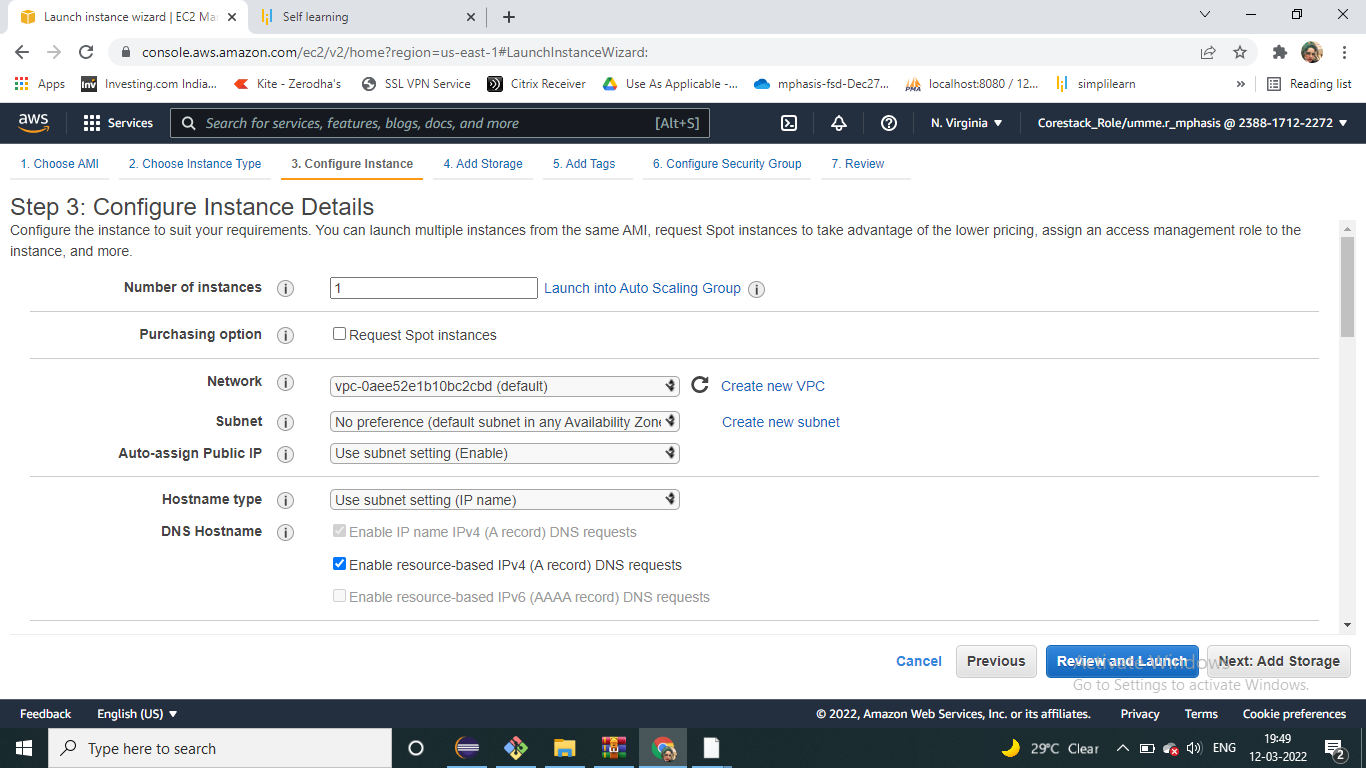 Launch instance wizard | EC2 Ma
Self learning
console.aws.amazon.com/ec2/v2/home?region=us-east-1#LaunchInstanceWizard:
Apps
inv
Investing.com India...
Kite - Zerodha's
SSL VPN Service
Citrix Receiver
Use As Applicable -...
mphasis-fsd-Dec27...
localhost:8080 / 12...
simplilearn
»
Reading list
aws
Services
Search for services, features, blogs, docs, and more
[Alt+S]
N. Virginia
Corestack_Role/umme.r_mphasis @ 2388-1712-2272
1. Choose AMI
2. Choose Instance Type
3. Configure Instance
4. Add Storage
5. Add Tags
6. Configure Security Group
7. Review
Step 3: Configure Instance Details
Configure the instance to suit your requirements. You can launch multiple instances from the same AMI, request Spot instances to take advantage of the lower pricing, assign an access management role to the
instance, and more.
Number of instances
1
Launch into Auto Scaling Group
Purchasing option
Request Spot instances
Network
vpc-0aee52e1b10bc2cbd (default)
Create new VPC
Subnet
No preference (default subnet in any Availability Zone
Create new subnet
Auto-assign Public IP
Use subnet setting (Enable)
Hostname type
Use subnet setting (IP name)
DNS Hostname
Enable IP name IPv4 (A record) DNS requests
Enable resource-based IPv4 (A record) DNS requests
Enable resource-based IPv6 (AAAA record) DNS requests
Cancel
Previous
Review and Launch
Next: Add Storage
Activate Windows
Go to Settings to activate Windows.
Feedback
English (US)
© 2022, Amazon Web Services, Inc. or its affiliates.
Privacy
Terms
Cookie preferences
Type here to search
29°C Clear
ENG
19:49
12-03-2022
2